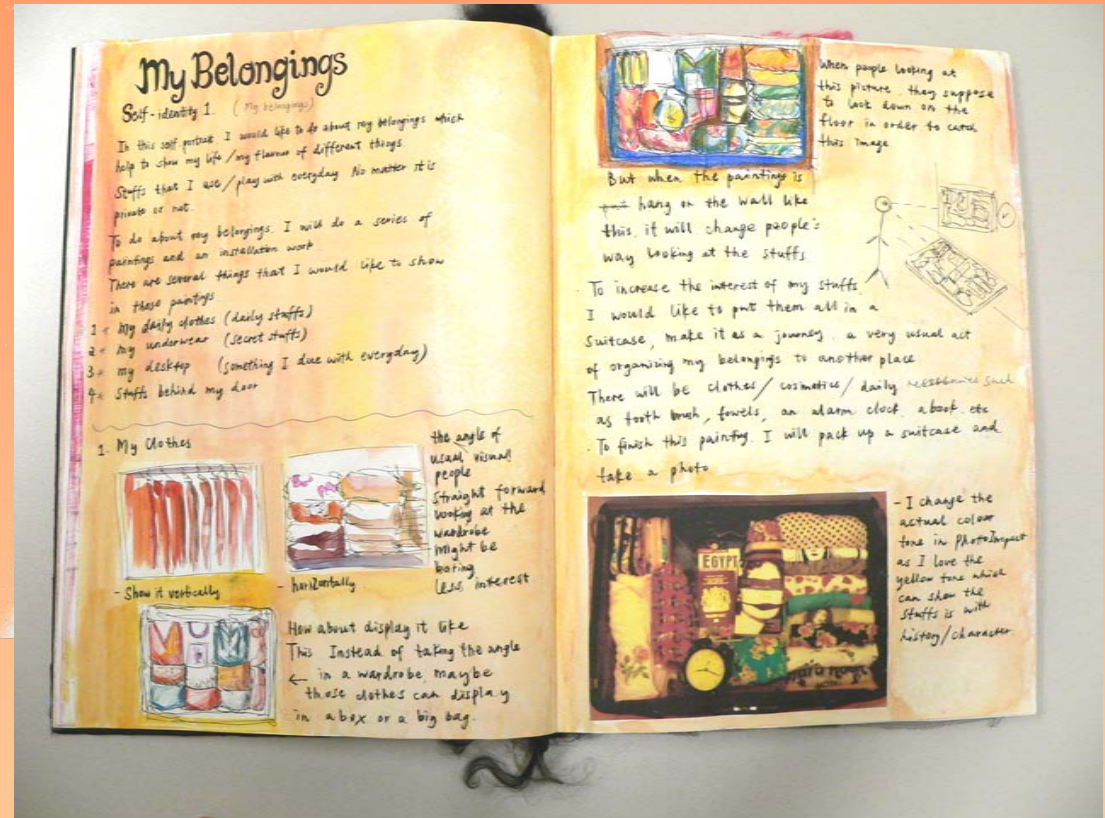 My Belongings
Self-identity 1. (My belongings)
In this self portrait I would like to do about my belongings which
help to show my life / my flavour of different things.
Stuffs that I use / play with everyday No matter it is
private or not.
To do about my belongings, I will do a series of
paintings and an installation work
There are several things that I would like to show
in these paintings
1 * my daily clothes (daily stuffs)
2 * my underwear (secret stuffs)
3 * my desktop (something I due with everyday)
4 * stuffs behind my door
1. My Clothes
- Show it vertically
- horizontally
the angle of
usual visual
people
straight forward
looking at the
wardrobe
might be
boring
less interest.
How about display it like
This Instead of taking the angle
← in a wardrobe, maybe
those clothes can display
in a box or a big bag.
When people looking at
this picture, they suppose
to look down on the
floor in order to catch
this image
But when the paintings is
hang on the wall like
this, it will change people's
way looking at the stuffs
- To increase the interest of my stuffs,
I would like to put them all in a
suitcase, make it as a journey, a very usual act
of organizing my belongings to another place.
There will be clothes / cosmetics / daily such
as tooth brush, towels, an alarm clock, a book. etc
- To finish this painting. I will pack up a suitcase and
take a photo
EGYPT
- I change the
actual colour
tone in PhotoImpact
as I love the
yellow tone which
can show the
stuffs is with
history/character.